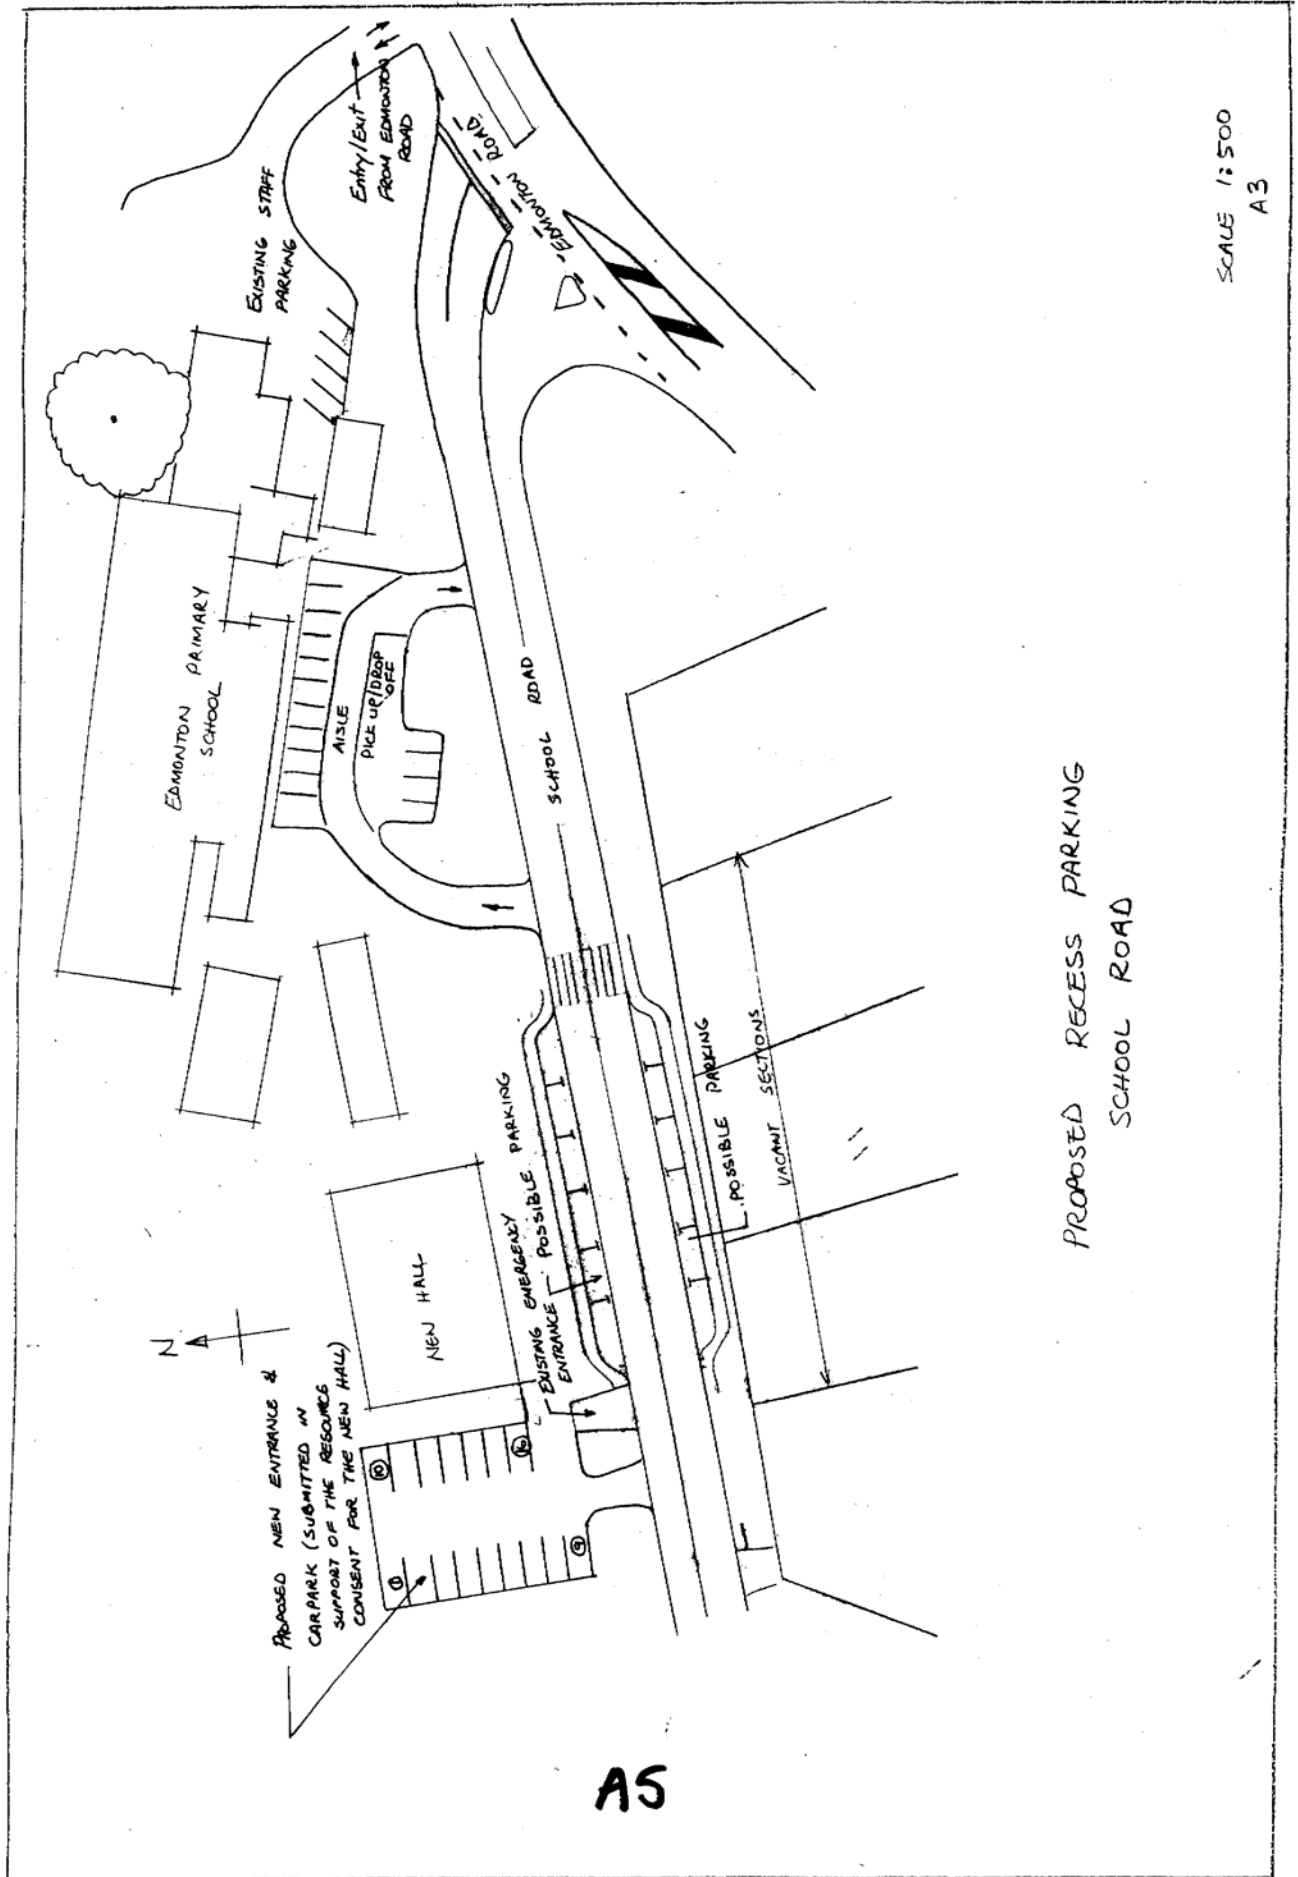 EXISTING STAFF
PARKING
Entry/Exit
FROM EDMONTON
ROAD
EDMONTON ROAD
EDMONTON PRIMARY
SCHOOL
AISLE
PICK UP/DROP
OFF
SCHOOL ROAD
N
NEW HALL
PROPOSED NEW ENTRANCE &
CARPARK (SUBMITTED IN
SUPPORT OF THE RESOURCE
CONSENT FOR THE NEW HALL)
1
9
10
16
EXISTING EMERGENCY
ENTRANCE
POSSIBLE PARKING
POSSIBLE PARKING
VACANT SECTIONS
PROPOSED RECESS PARKING
SCHOOL ROAD
SCALE 1:500
A3
A5